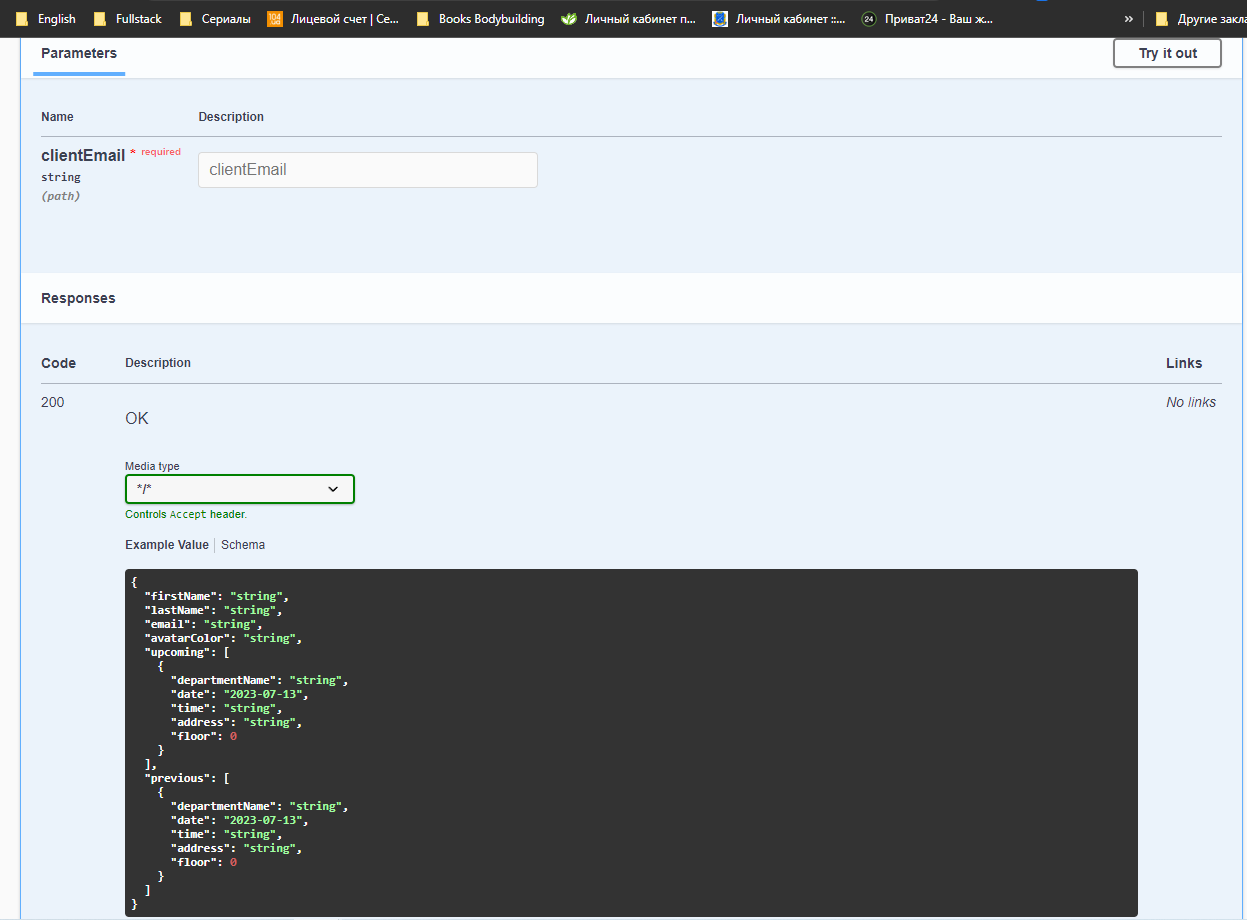 English Fullstack Сериалы 104 UA Лицевой счет | Се... Books Bodybuilding Личный кабинет п... Личный кабинет ::... 24 Приват24 - Ваш ж... » Другие закла
Parameters Try it out
Name Description
clientEmail * required clientEmail
string
(path)
Responses
Code Description Links
200 OK No links
Media type
*/*
Controls Accept header.
Example Value Schema
{
"firstName": "string",
"lastName": "string",
"email": "string",
"avatarColor": "string",
"upcoming": [
{
"departmentName": "string",
"date": "2023-07-13",
"time": "string",
"address": "string",
"floor": 0
}
],
"previous": [
{
"departmentName": "string",
"date": "2023-07-13",
"time": "string",
"address": "string",
"floor": 0
}
]
}